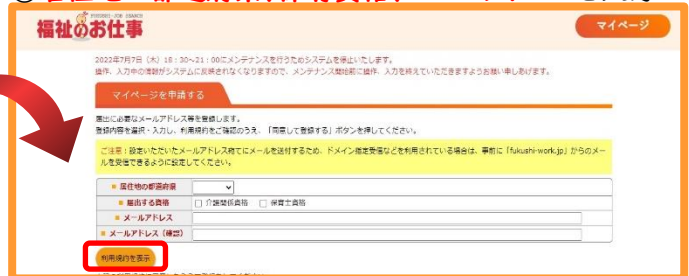 福祉のお仕事
マイページ
2022年7月7日（木）18：30～21：00にメンテナンスを行うためシステムを停止いたします。
操作、入力中の情報がシステムに反映されなくなりますので、メンテナンス開始前に操作、入力を終えていただきますようお願い申しあげます。
マイページを申請する
届出に必要なメールアドレス等を登録します。
登録内容を選択・入力し、利用規約をご確認のうえ、「同意して登録する」ボタンを押してください。
ご注意：設定いただいたメールアドレス宛てにメールを送付するため、ドメイン指定受信などを利用されている場合は、事前に「fukushi-work.jp」からのメー
ルを受信できるように設定してください。
居住地の都道府県
届出する資格 介護関係資格 保育士資格
メールアドレス
メールアドレス（確認）
利用規約を表示